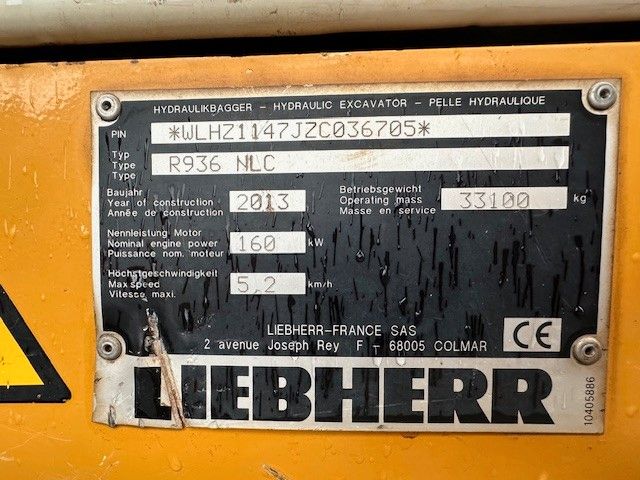 HYDRAULIKBAGGER – HYDRAULIC EXCAVATOR – PELLE HYDRAULIQUE
PIN *WLHZ1147JZC036705*
Typ
Type R936 NLC
Type
Baujahr
Year of construction 2013
Année de construction
Betriebsgewicht
Operating mass 33100 kg
Masse en service
Nennleistung Motor
Nominal engine power 160 kW
Puissance nom. moteur
Höchstgeschwindigkeit
Max speed 5,2 km/h
Vitesse maxi.
LIEBHERR–FRANCE SAS
2 avenue Joseph Rey F – 68005 COLMAR
CE
LIEBHERR
10405886